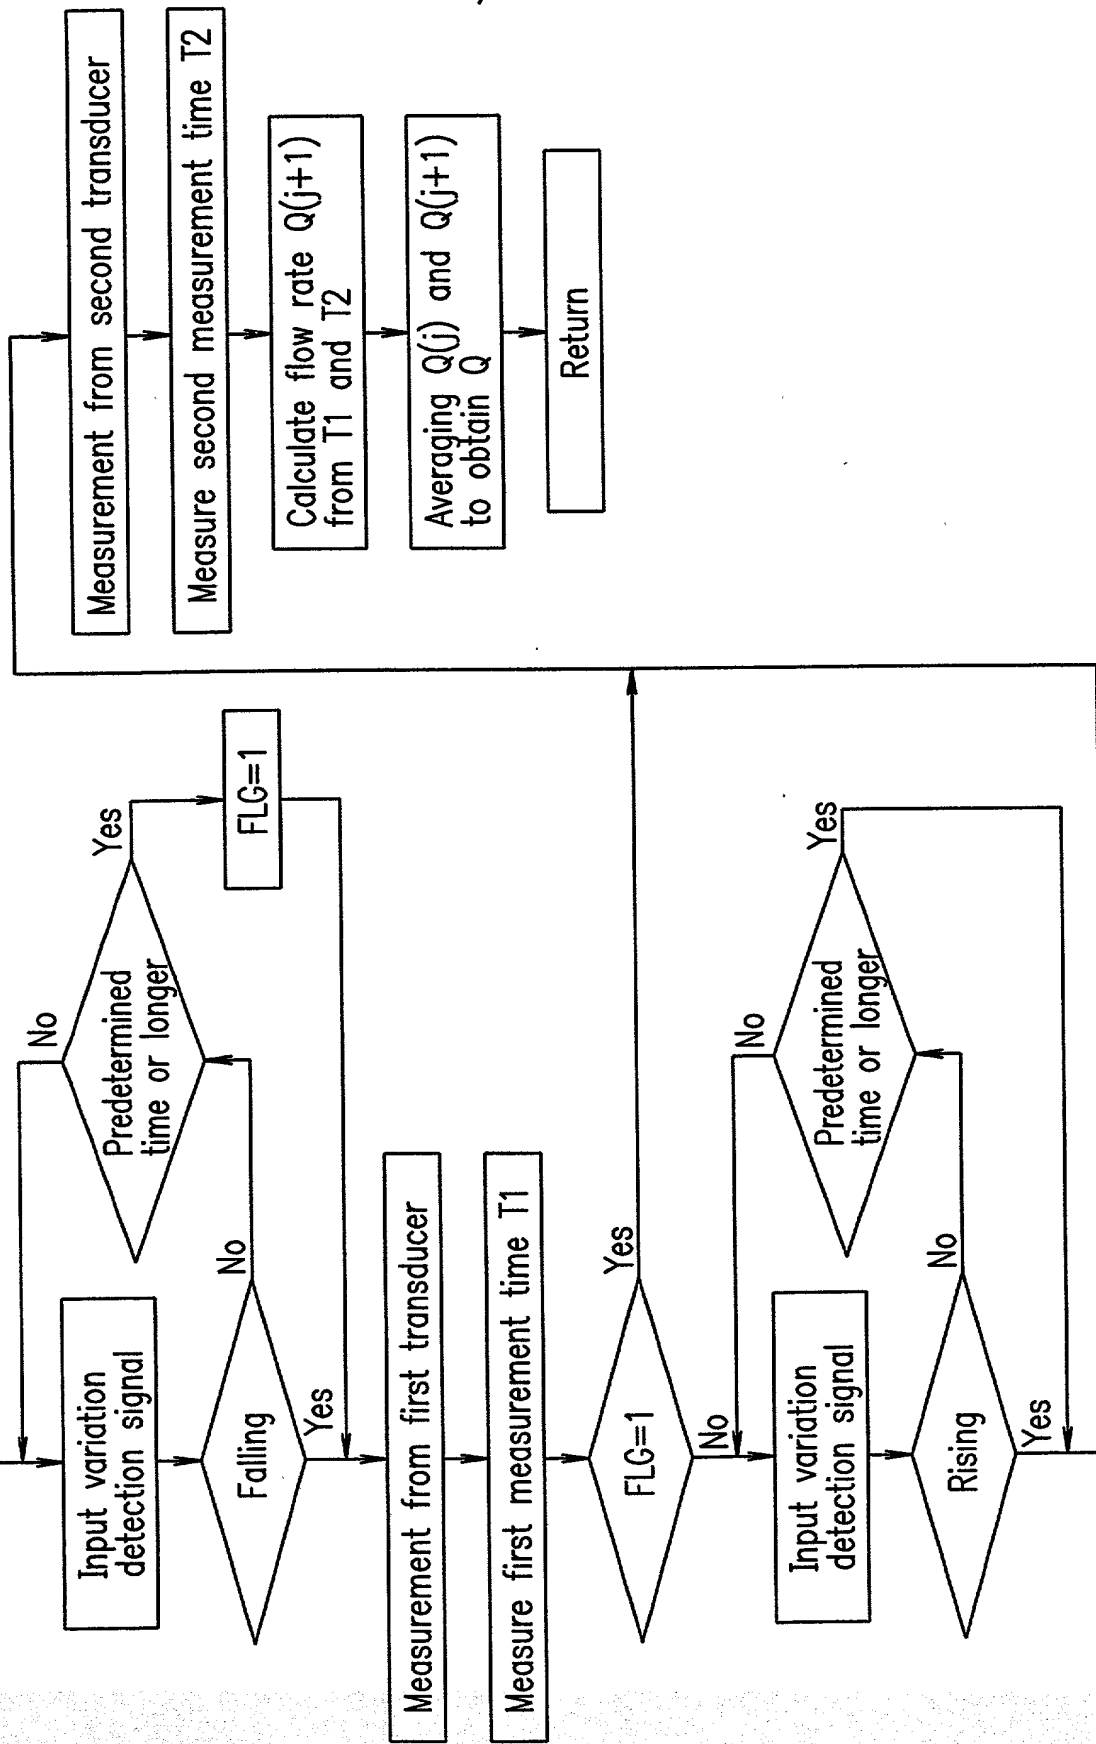 Input variation
detection signal
Falling
No
Yes
Predetermined
time or longer
No
Yes
FLG=1
Measurement from first transducer
Measure first measurement time T1
FLG=1
Yes
No
Input variation
detection signal
Rising
No
Yes
Predetermined
time or longer
No
Yes
Measurement from second transducer
Measure second measurement time T2
Calculate flow rate Q(j+1)
from T1 and T2
Averaging Q(j) and Q(j+1)
to obtain Q
Return